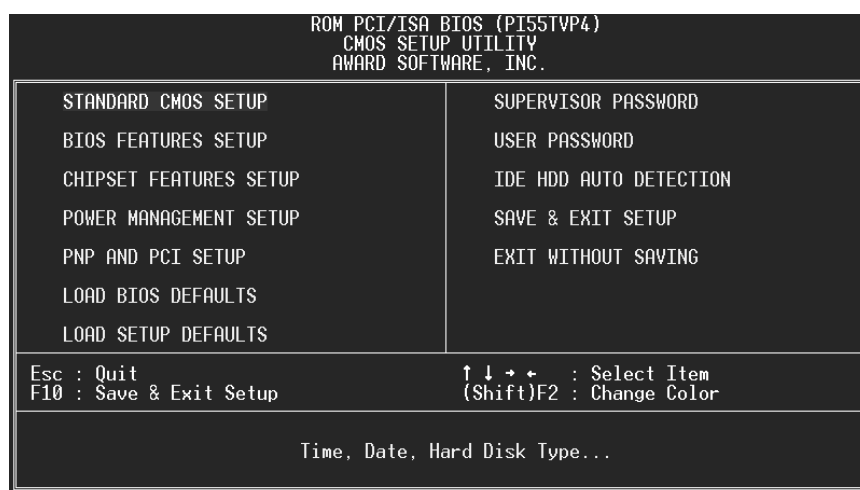 ROM PCI/ISA BIOS (PI55TVP4)
CMOS SETUP UTILITY
AWARD SOFTWARE, INC.
STANDARD CMOS SETUP
BIOS FEATURES SETUP
CHIPSET FEATURES SETUP
POWER MANAGEMENT SETUP
PNP AND PCI SETUP
LOAD BIOS DEFAULTS
LOAD SETUP DEFAULTS
SUPERVISOR PASSWORD
USER PASSWORD
IDE HDD AUTO DETECTION
SAVE & EXIT SETUP
EXIT WITHOUT SAVING
Esc : Quit
F10 : Save & Exit Setup
↑ ↓ → ← : Select Item
(Shift)F2 : Change Color
Time, Date, Hard Disk Type...